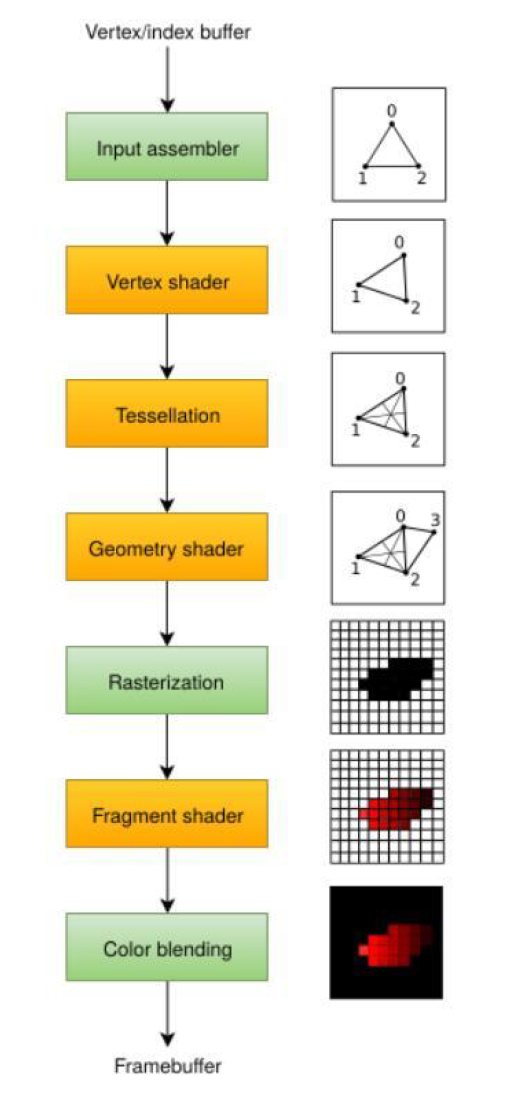 Vertex/index buffer
Input assembler
0
1 2
Vertex shader
0
1
2
Tessellation
0
1
2
Geometry shader
0 3
1
2
Rasterization
Fragment shader
Color blending
Framebuffer